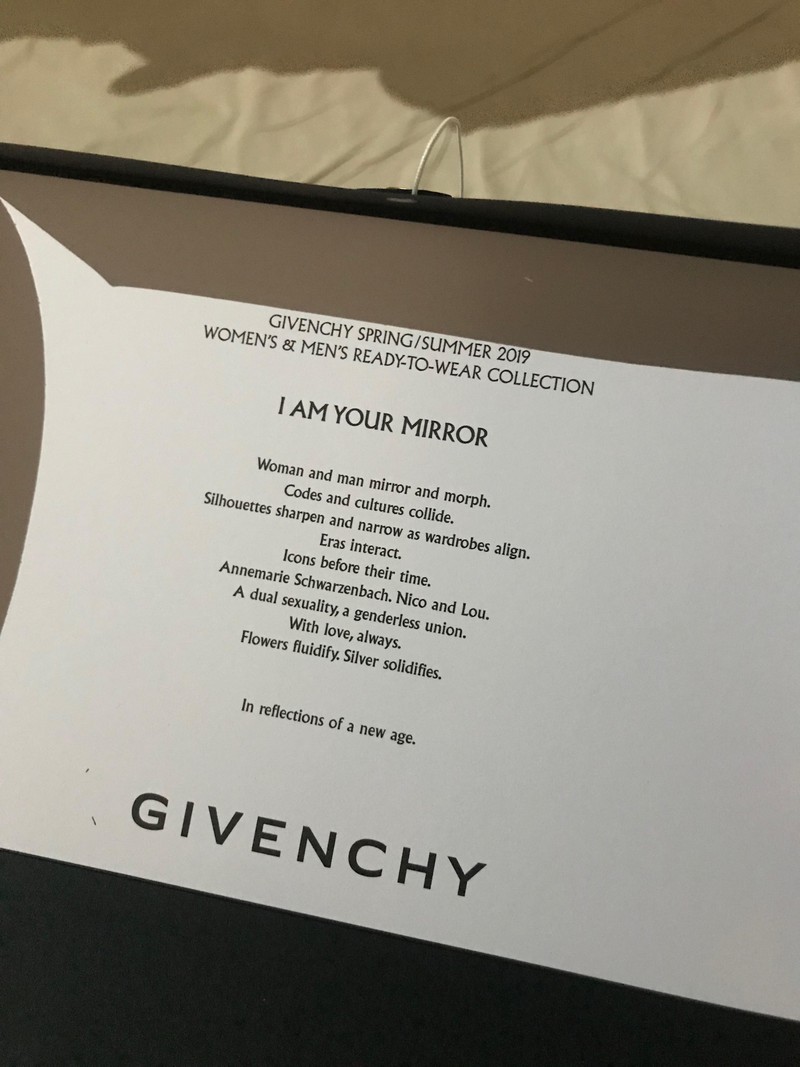 GIVENCHY SPRING/SUMMER 2019
WOMEN'S & MEN'S READY-TO-WEAR COLLECTION
I AM YOUR MIRROR
Woman and man mirror and morph.
Codes and cultures collide.
Silhouettes sharpen and narrow as wardrobes align.
Eras interact.
Icons before their time.
Annemarie Schwarzenbach. Nico and Lou.
A dual sexuality, a genderless union.
With love, always.
Flowers fluidify. Silver solidifies.
In reflections of a new age.
GIVENCHY